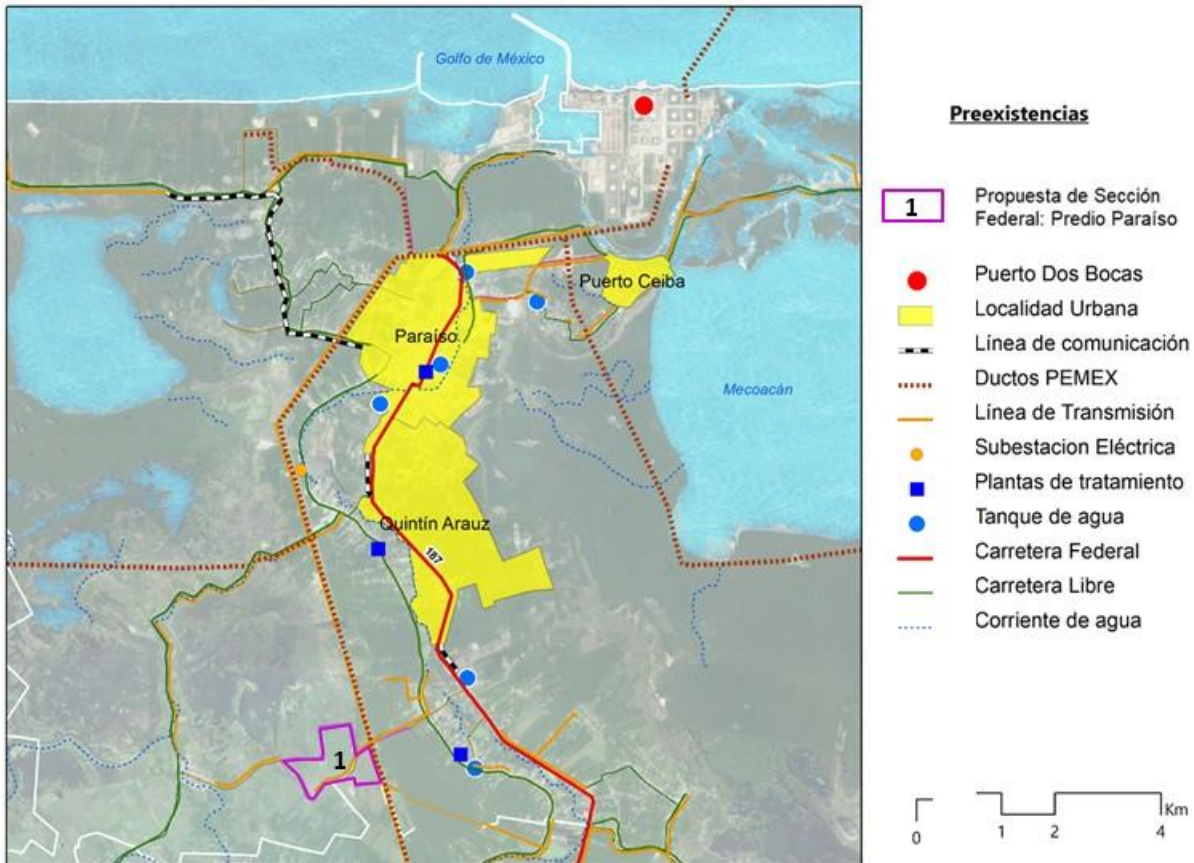 Golfo de México
Puerto Ceiba
Paraíso
Mecoacán
Quintín Arauz
187
1
Preexistencias
1
Propuesta de Sección
Federal: Predio Paraíso
Puerto Dos Bocas
Localidad Urbana
Línea de comunicación
Ductos PEMEX
Línea de Transmisión
Subestacion Eléctrica
Plantas de tratamiento
Tanque de agua
Carretera Federal
Carretera Libre
Corriente de agua
Km
0 1 2 4